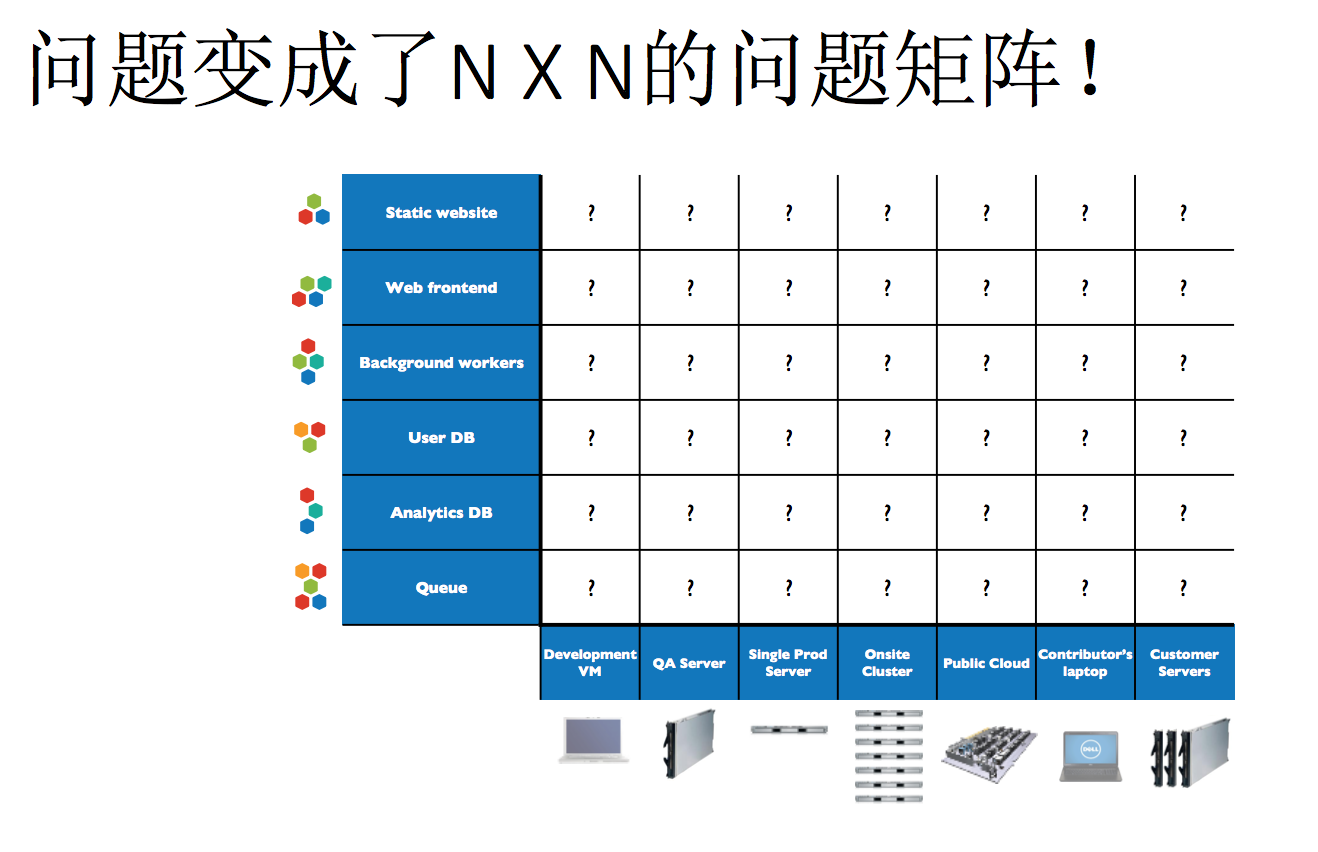 问题变成了N X N的问题矩阵！
Static website ? ? ? ? ? ? ?
Web frontend ? ? ? ? ? ? ?
Background workers ? ? ? ? ? ? ?
User DB ? ? ? ? ? ? ?
Analytics DB ? ? ? ? ? ? ?
Queue ? ? ? ? ? ? ?
Development VM
QA Server
Single Prod Server
Onsite Cluster
Public Cloud
Contributor's laptop
Customer Servers
DELL